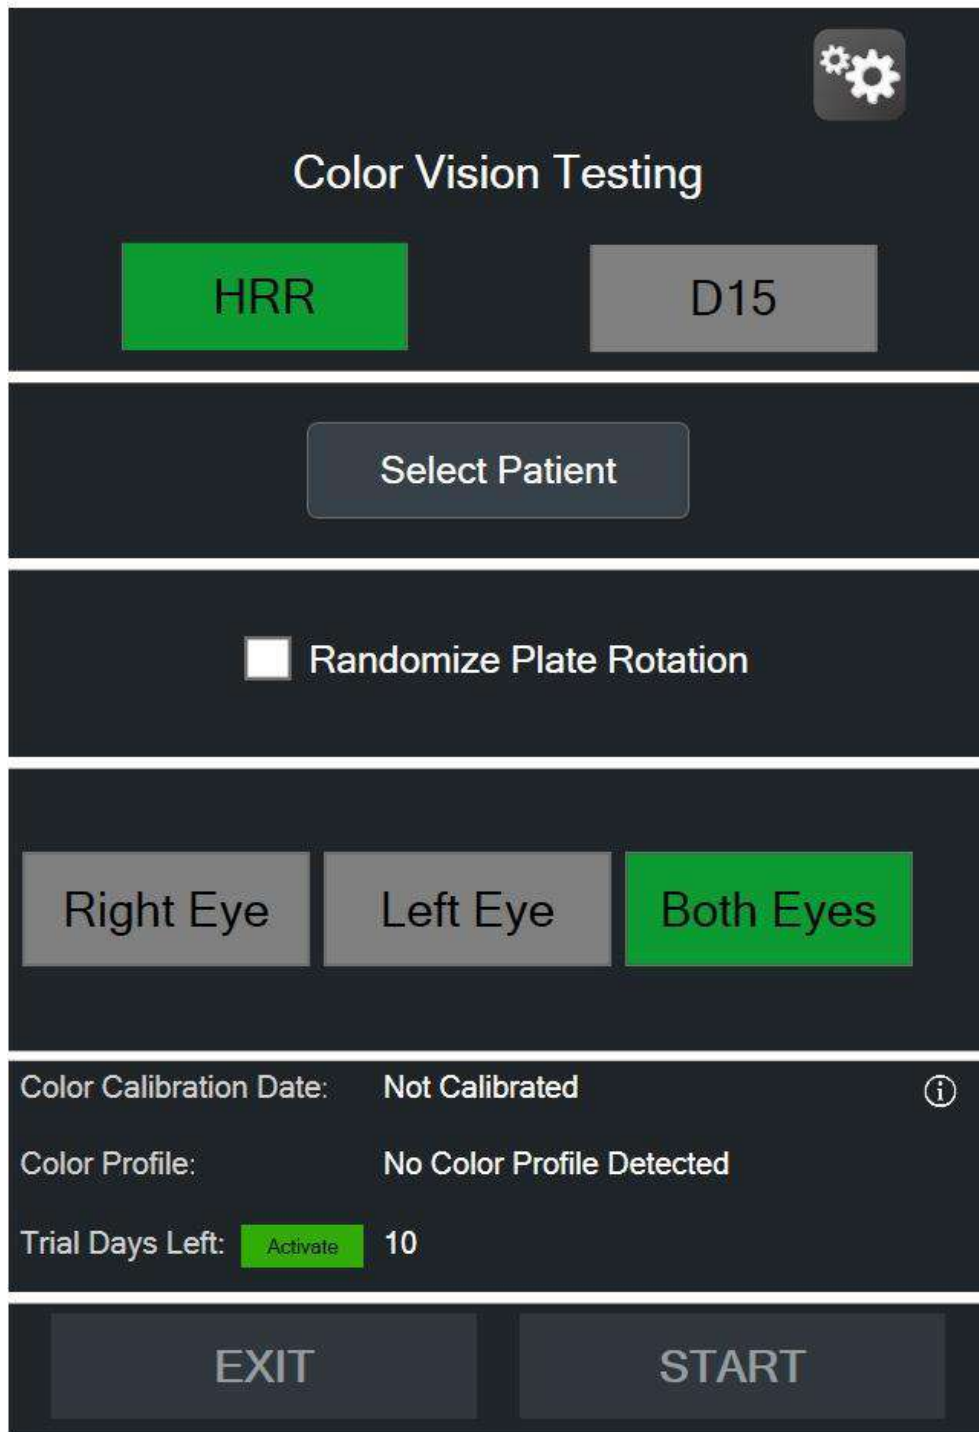 Color Vision Testing
HRR D15
Select Patient
Randomize Plate Rotation
Right Eye Left Eye Both Eyes
Color Calibration Date: Not Calibrated
Color Profile: No Color Profile Detected
Trial Days Left: Activate 10
EXIT START